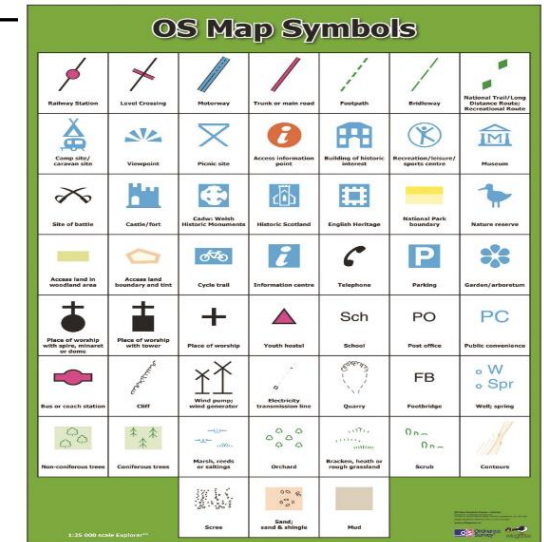 OS Map Symbols
Railway Station
Level Crossing
Motorway
Trunk or main road
Footpath
Bridleway
National Trail/Long
Distance Route;
Recreational Route
Camp site/
caravan site
Viewpoint
Picnic site
i
Access information
point
Building of historic
interest
Recreation/leisure/
sports centre
M
Museum
Site of battle
Castle/fort
Cadw: Welsh
Historic Monuments
Historic Scotland
English Heritage
National Park
boundary
Nature reserve
Access land in
woodland area
Access land
boundary and tint
Cycle trail
i
Information centre
Telephone
P
Parking
Garden/arboretum
Place of worship
with spire, minaret
or dome
Place of worship
with tower
Place of worship
Youth hostel
Sch
School
PO
Post office
PC
Public convenience
Bus or coach station
Cliff
Wind pump;
wind generator
Electricity
transmission line
Quarry
FB
Footbridge
W
Spr
Well; spring
Non-coniferous trees
Coniferous trees
Marsh, reeds
or saltings
Orchard
Bracken, heath or
rough grassland
Scrub
Contours
Scree
Sand;
sand & shingle
Mud
1:25 000 scale Explorer™
Ordnance
Survey